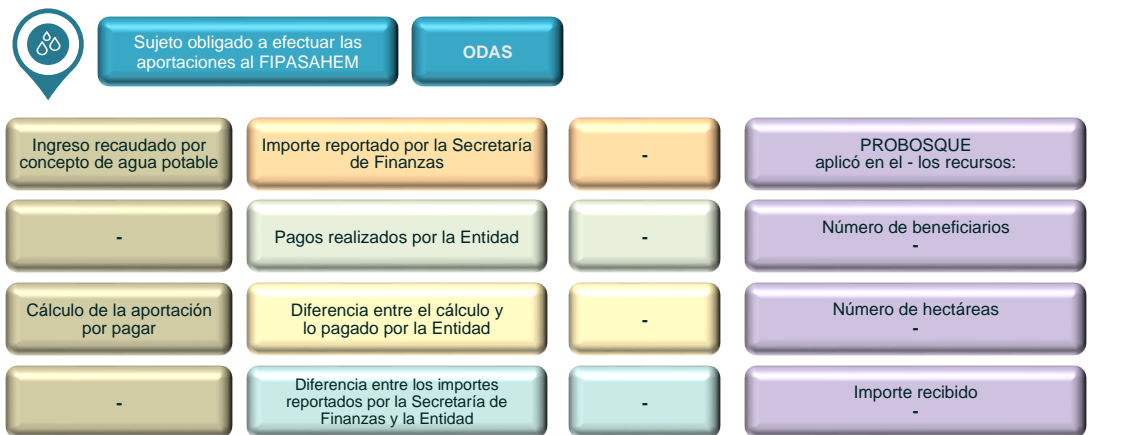 Sujeto obligado a efectuar las
aportaciones al FIPASAHEM
ODAS
Ingreso recaudado por
concepto de agua potable
Importe reportado por la Secretaría
de Finanzas
-
PROBOSQUE
aplicó en el - los recursos:
-
Pagos realizados por la Entidad
-
Número de beneficiarios
-
Cálculo de la aportación
por pagar
Diferencia entre el cálculo y
lo pagado por la Entidad
-
Número de hectáreas
-
-
Diferencia entre los importes
reportados por la Secretaría de
Finanzas y la Entidad
-
Importe recibido
-